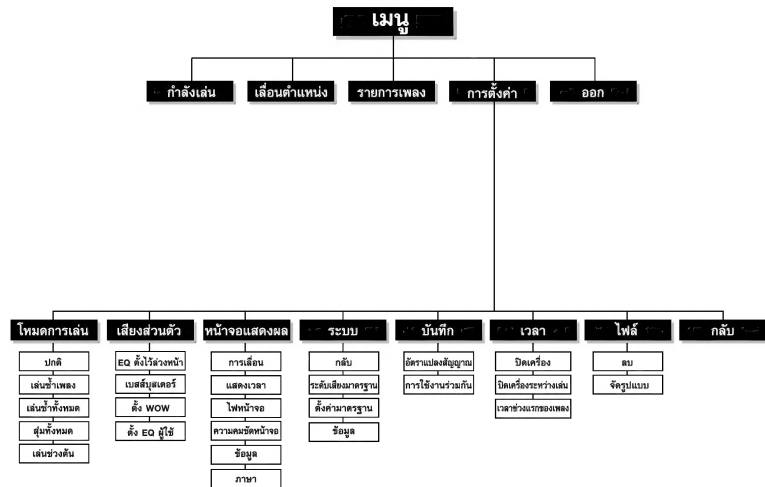 เมนู
กำลังเล่น เลื่อนตำแหน่ง รายการเพลง การตั้งค่า ออก
โหมดการเล่น เสียงส่วนตัว หน้าจอแสดงผล ระบบ บันทึก เวลา ไฟล์ กลับ
ปกติ EQ ตั้งไว้ล่วงหน้า การเลื่อน กลับ อัตราแปลงสัญญาณ ปิดเครื่อง ลบ
เล่นซ้ำเพลง เบสส์บุสเตอร์ แสดงเวลา ระดับเสียงมาตรฐาน การใช้งานร่วมกัน ปิดเครื่องระหว่างเล่น จัดรูปแบบ
เล่นซ้ำทั้งหมด ตั้ง WOW ไฟหน้าจอ ตั้งค่ามาตรฐาน เวลาช่วงแรกของเพลง
สุ่มทั้งหมด ตั้ง EQ ผู้ใช้ ความคมชัดหน้าจอ ข้อมูล
เล่นช่วงต้น ข้อมูล
ภาษา